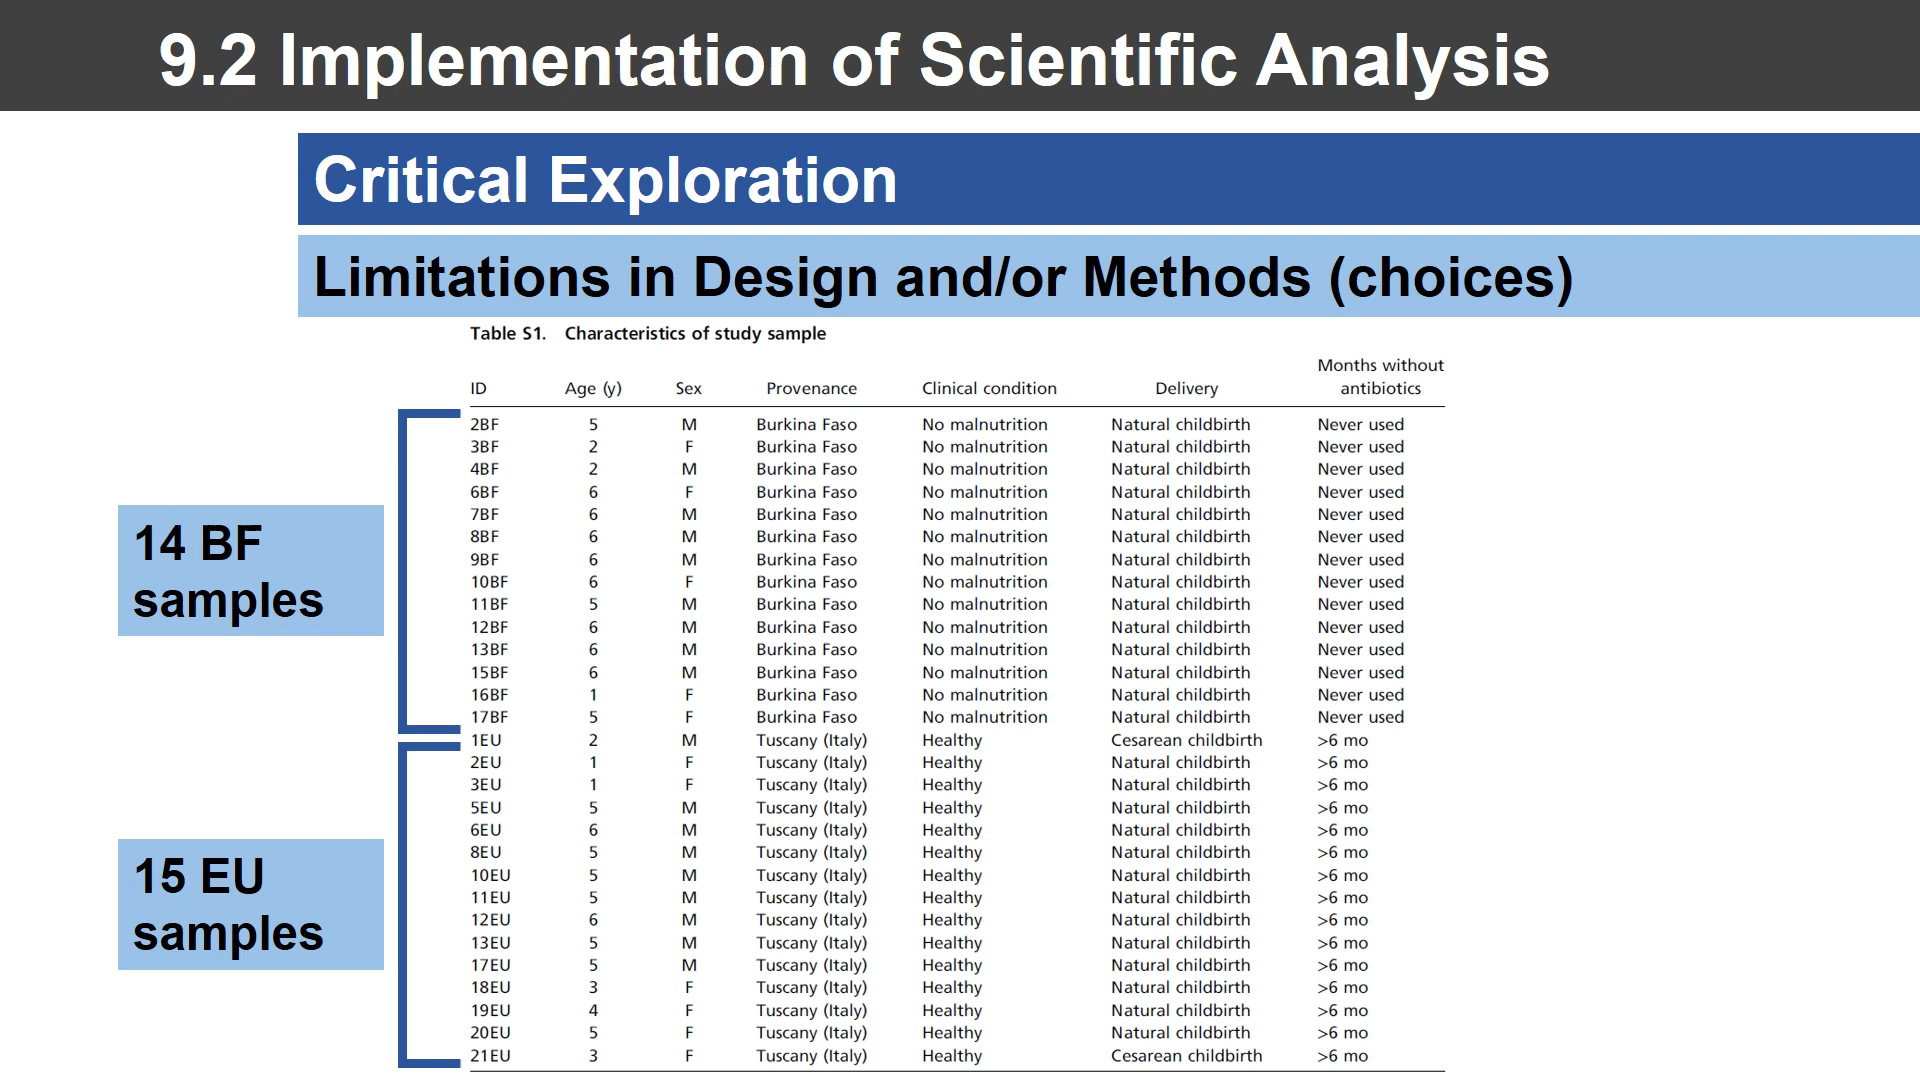 9.2 Implementation of Scientific Analysis
Critical Exploration
Limitations in Design and/or Methods (choices)
Table S1. Characteristics of study sample
ID Age (y) Sex Provenance Clinical condition Delivery Months without antibiotics
2BF 5 M Burkina Faso No malnutrition Natural childbirth Never used
3BF 2 F Burkina Faso No malnutrition Natural childbirth Never used
4BF 2 M Burkina Faso No malnutrition Natural childbirth Never used
6BF 6 F Burkina Faso No malnutrition Natural childbirth Never used
7BF 6 M Burkina Faso No malnutrition Natural childbirth Never used
8BF 6 M Burkina Faso No malnutrition Natural childbirth Never used
9BF 6 M Burkina Faso No malnutrition Natural childbirth Never used
10BF 6 F Burkina Faso No malnutrition Natural childbirth Never used
11BF 5 M Burkina Faso No malnutrition Natural childbirth Never used
12BF 6 M Burkina Faso No malnutrition Natural childbirth Never used
13BF 6 M Burkina Faso No malnutrition Natural childbirth Never used
15BF 6 M Burkina Faso No malnutrition Natural childbirth Never used
16BF 1 F Burkina Faso No malnutrition Natural childbirth Never used
17BF 5 F Burkina Faso No malnutrition Natural childbirth Never used
1EU 2 M Tuscany (Italy) Healthy Cesarean childbirth >6 mo
2EU 1 F Tuscany (Italy) Healthy Natural childbirth >6 mo
3EU 1 F Tuscany (Italy) Healthy Natural childbirth >6 mo
5EU 5 M Tuscany (Italy) Healthy Natural childbirth >6 mo
6EU 6 M Tuscany (Italy) Healthy Natural childbirth >6 mo
8EU 5 M Tuscany (Italy) Healthy Natural childbirth >6 mo
10EU 5 M Tuscany (Italy) Healthy Natural childbirth >6 mo
11EU 5 M Tuscany (Italy) Healthy Natural childbirth >6 mo
12EU 6 M Tuscany (Italy) Healthy Natural childbirth >6 mo
13EU 5 M Tuscany (Italy) Healthy Natural childbirth >6 mo
17EU 5 M Tuscany (Italy) Healthy Natural childbirth >6 mo
18EU 3 F Tuscany (Italy) Healthy Natural childbirth >6 mo
19EU 4 F Tuscany (Italy) Healthy Natural childbirth >6 mo
20EU 5 F Tuscany (Italy) Healthy Natural childbirth >6 mo
21EU 3 F Tuscany (Italy) Healthy Cesarean childbirth >6 mo
14 BF
samples
15 EU
samples